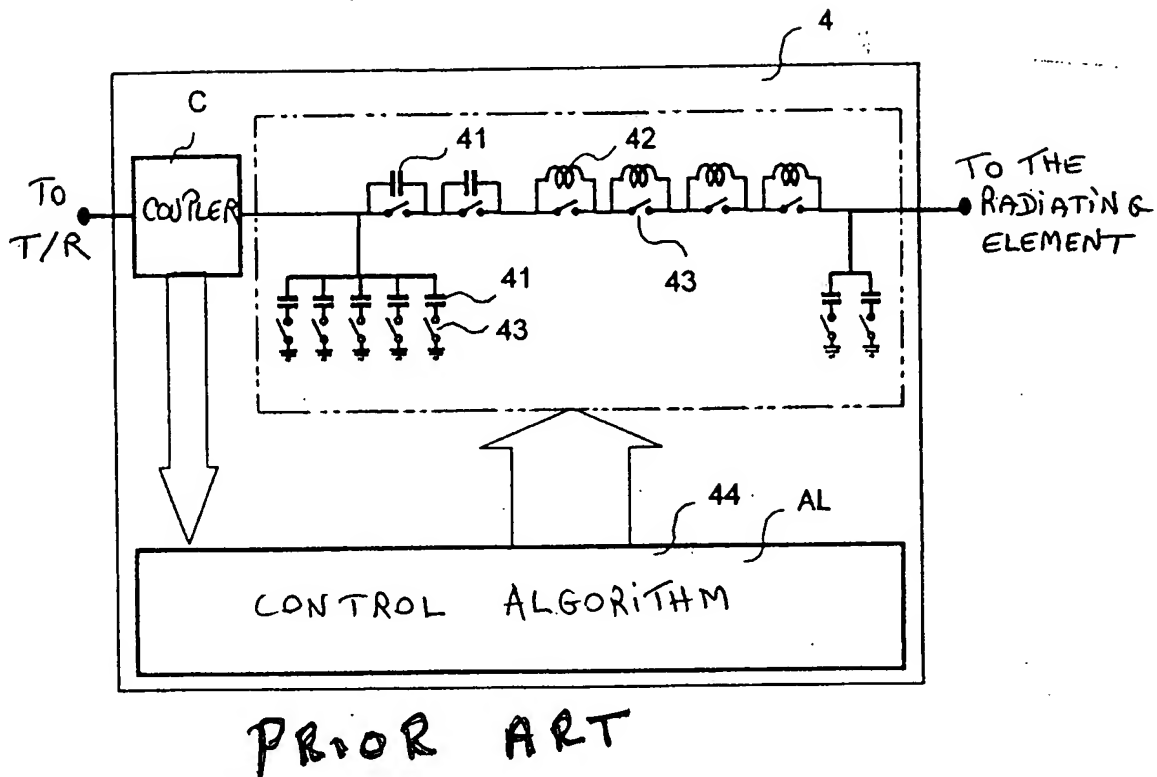 4
C
41
42
TO
T/R
COUPLER
TO THE
RADIATING
ELEMENT
43
41
43
44
AL
CONTROL ALGORITHM
PRIOR ART